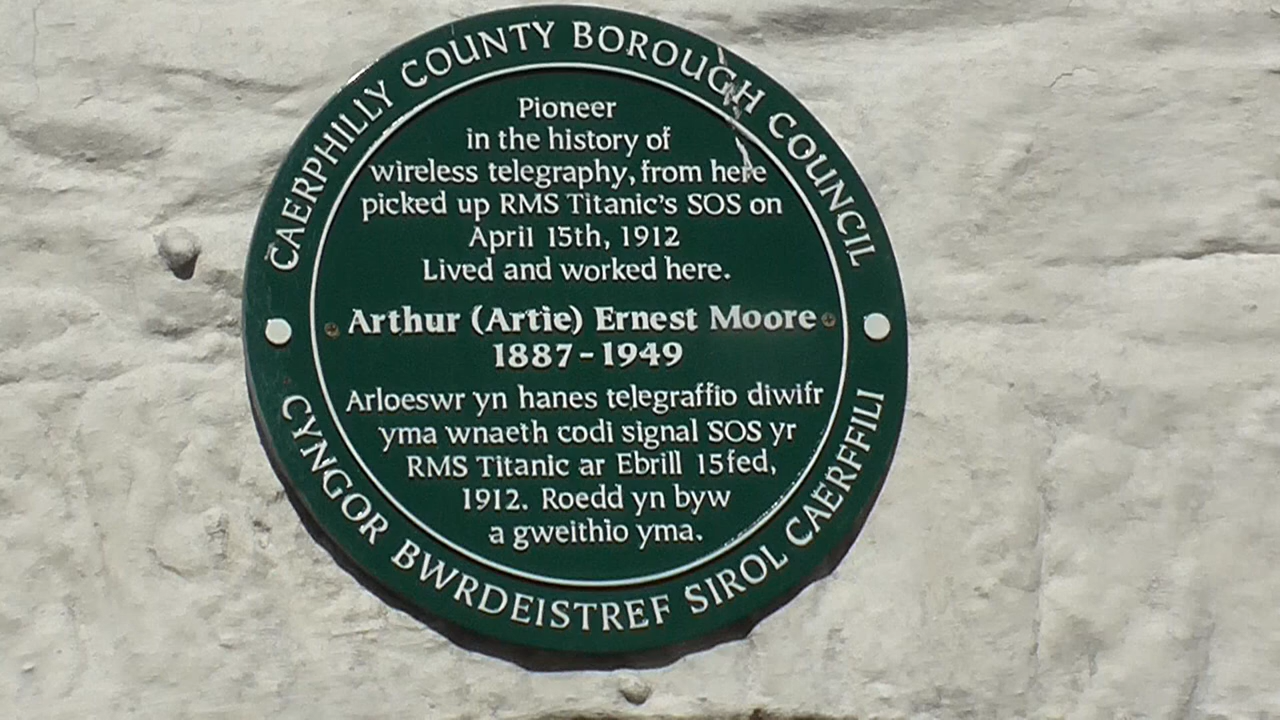 CAERPHILLY COUNTY BOROUGH COUNCIL
Pioneer
in the history of
wireless telegraphy, from here
picked up RMS Titanic's SOS on
April 15th, 1912
Lived and worked here.
Arthur (Artie) Ernest Moore
1887-1949
Arloeswr yn hanes telegraffio diwifr
yma wnaeth codi signal SOS yr
RMS Titanic ar Ebrill 15fed,
1912. Roedd yn byw
a gweithio yma.
CYNGOR BWRDEISTREF SIROL CAERFFILI